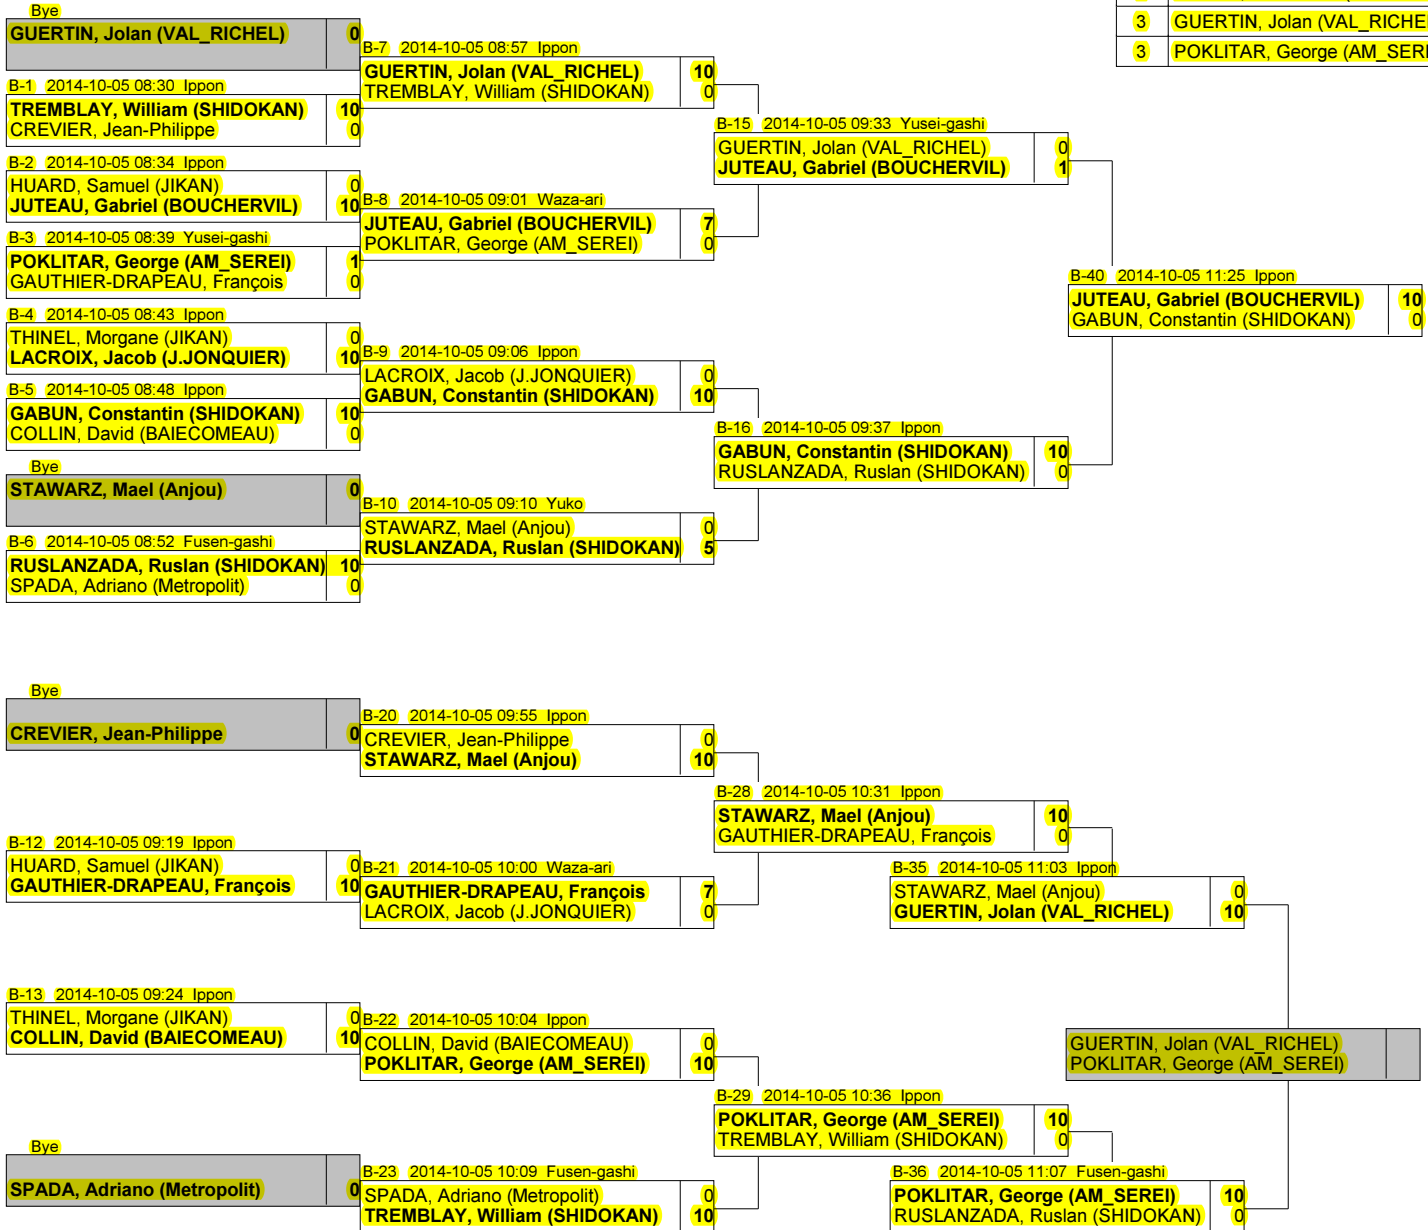 Bye
GUERTIN, Jolan (VAL_RICHEL) 0
B-1 2014-10-05 08:30 Ippon
TREMBLAY, William (SHIDOKAN) 10
CREVIER, Jean-Philippe 0
B-2 2014-10-05 08:34 Ippon
HUARD, Samuel (JIKAN) 0
JUTEAU, Gabriel (BOUCHERVIL) 10
B-3 2014-10-05 08:39 Yusei-gashi
POKLITAR, George (AM_SEREI) 1
GAUTHIER-DRAPEAU, François 0
B-4 2014-10-05 08:43 Ippon
THINEL, Morgane (JIKAN) 0
LACROIX, Jacob (J.JONQUIER) 10
B-5 2014-10-05 08:48 Ippon
GABUN, Constantin (SHIDOKAN) 10
COLLIN, David (BAIECOMEAU) 0
Bye
STAWARZ, Mael (Anjou) 0
B-6 2014-10-05 08:52 Fusen-gashi
RUSLANZADA, Ruslan (SHIDOKAN) 10
SPADA, Adriano (Metropolit) 0
B-7 2014-10-05 08:57 Ippon
GUERTIN, Jolan (VAL_RICHEL) 10
TREMBLAY, William (SHIDOKAN) 0
B-8 2014-10-05 09:01 Waza-ari
JUTEAU, Gabriel (BOUCHERVIL) 7
POKLITAR, George (AM_SEREI) 0
B-9 2014-10-05 09:06 Ippon
LACROIX, Jacob (J.JONQUIER) 0
GABUN, Constantin (SHIDOKAN) 10
B-10 2014-10-05 09:10 Yuko
STAWARZ, Mael (Anjou) 0
RUSLANZADA, Ruslan (SHIDOKAN) 5
B-15 2014-10-05 09:33 Yusei-gashi
GUERTIN, Jolan (VAL_RICHEL) 0
JUTEAU, Gabriel (BOUCHERVIL) 1
B-16 2014-10-05 09:37 Ippon
GABUN, Constantin (SHIDOKAN) 10
RUSLANZADA, Ruslan (SHIDOKAN) 0
3 GUERTIN, Jolan (VAL_RICHE
3 POKLITAR, George (AM_SER
B-40 2014-10-05 11:25 Ippon
JUTEAU, Gabriel (BOUCHERVIL) 10
GABUN, Constantin (SHIDOKAN) 0
Bye
CREVIER, Jean-Philippe 0
B-12 2014-10-05 09:19 Ippon
HUARD, Samuel (JIKAN) 0
GAUTHIER-DRAPEAU, François 10
B-13 2014-10-05 09:24 Ippon
THINEL, Morgane (JIKAN) 0
COLLIN, David (BAIECOMEAU) 10
Bye
SPADA, Adriano (Metropolit) 0
B-20 2014-10-05 09:55 Ippon
CREVIER, Jean-Philippe 0
STAWARZ, Mael (Anjou) 10
B-21 2014-10-05 10:00 Waza-ari
GAUTHIER-DRAPEAU, François 7
LACROIX, Jacob (J.JONQUIER) 0
B-22 2014-10-05 10:04 Ippon
COLLIN, David (BAIECOMEAU) 0
POKLITAR, George (AM_SEREI) 10
B-23 2014-10-05 10:09 Fusen-gashi
SPADA, Adriano (Metropolit) 0
TREMBLAY, William (SHIDOKAN) 10
B-28 2014-10-05 10:31 Ippon
STAWARZ, Mael (Anjou) 10
GAUTHIER-DRAPEAU, François 0
B-29 2014-10-05 10:36 Ippon
POKLITAR, George (AM_SEREI) 10
TREMBLAY, William (SHIDOKAN) 0
B-35 2014-10-05 11:03 Ippon
STAWARZ, Mael (Anjou) 0
GUERTIN, Jolan (VAL_RICHEL) 10
B-36 2014-10-05 11:07 Fusen-gashi
POKLITAR, George (AM_SEREI) 10
RUSLANZADA, Ruslan (SHIDOKAN) 0
GUERTIN, Jolan (VAL_RICHEL)
POKLITAR, George (AM_SEREI)